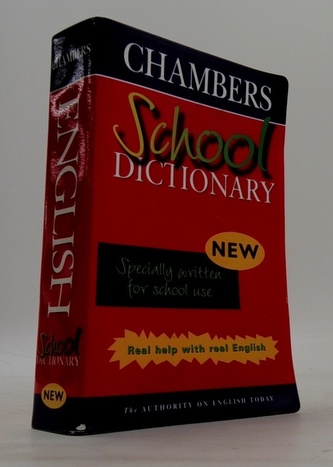 CHAMBERS
ENGLISH
School
DICTIONARY
NEW
CHAMBERS
School
DICTIONARY
NEW
Specially written
for school use
Real help with real English
The AUTHORITY ON ENGLISH TODAY